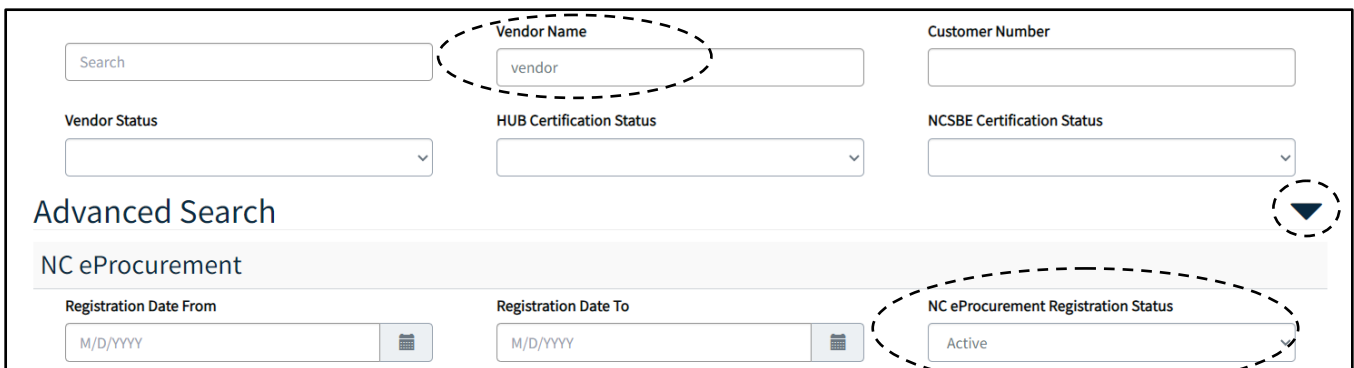 Vendor Name
Customer Number
Search
vendor
Vendor Status
HUB Certification Status
NCSBE Certification Status
Advanced Search
NC eProcurement
Registration Date From
Registration Date To
NC eProcurement Registration Status
M/D/YYYY
M/D/YYYY
Active